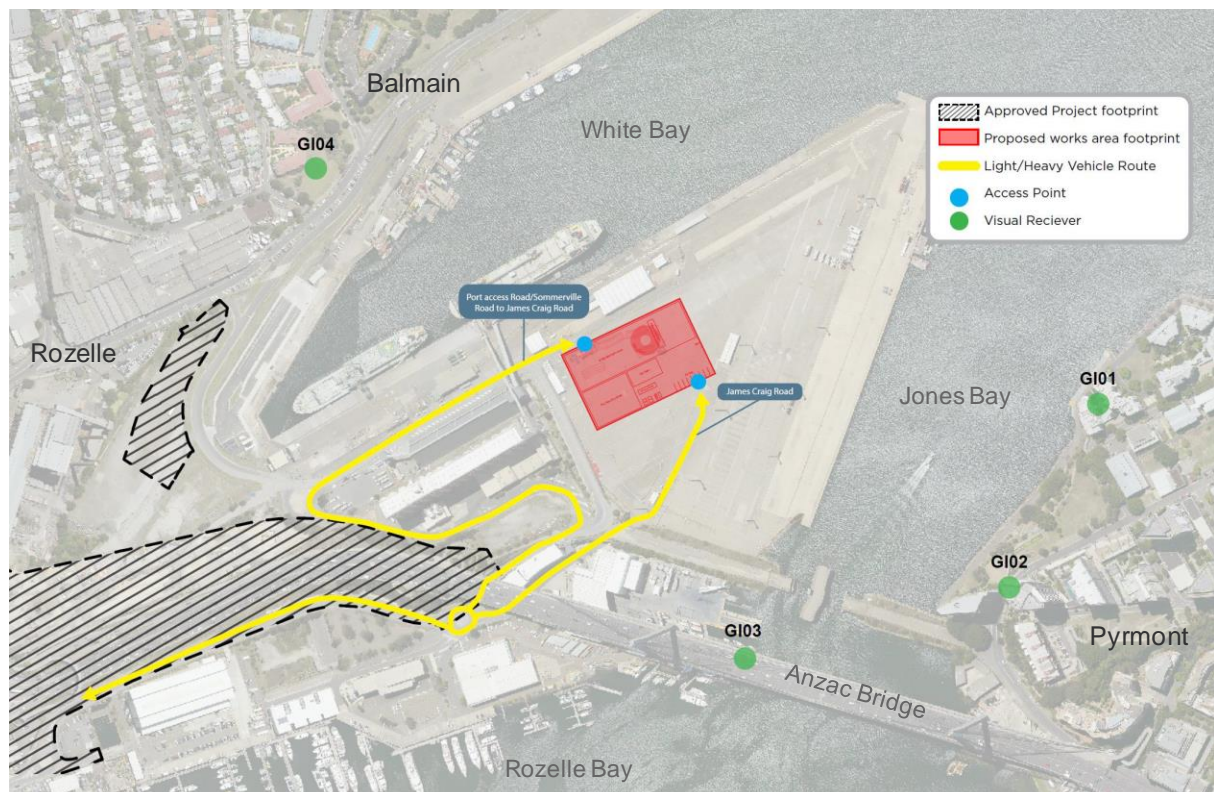 Balmain
White Bay
GI04
Approved Project footprint
Proposed works area footprint
Light/Heavy Vehicle Route
Access Point
Visual Reciever
Port access Road/Sommerville
Road to James Craig Road
Rozelle
James Craig Road
Jones Bay
GI01
GI02
GI03
Pyrmont
Anzac Bridge
Rozelle Bay